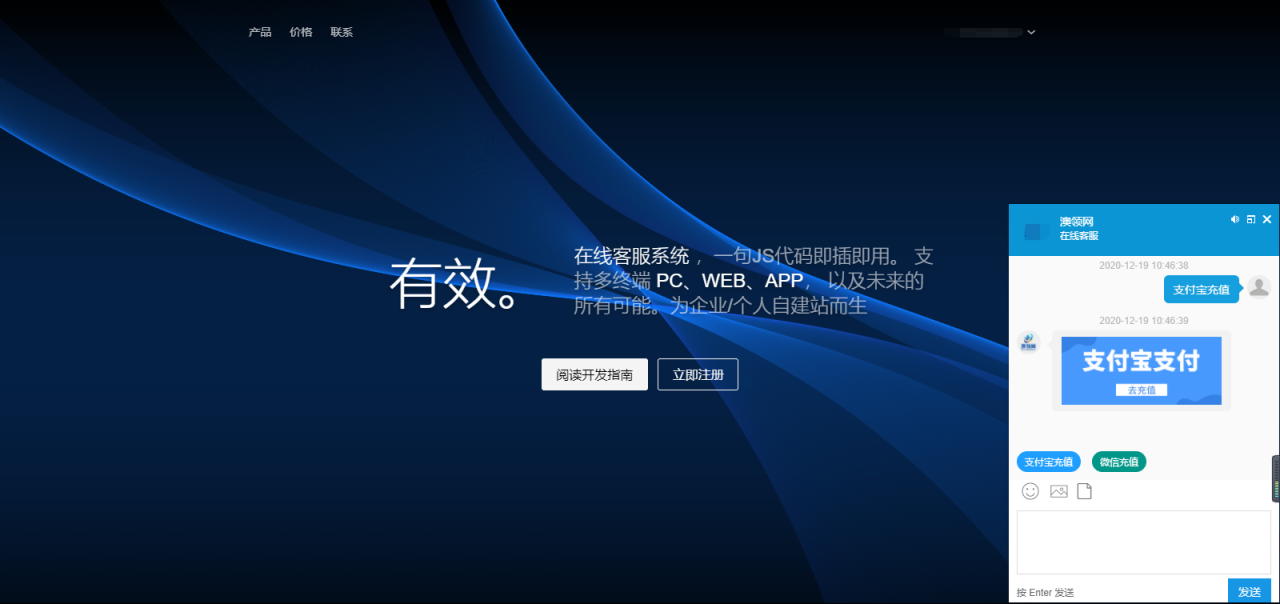 产品 价格 联系
有效。
在线客服系统 ，一句JS代码即插即用。 支
持多终端 PC、WEB、APP， 以及未来的
所有可能。为企业/个人自建站而生
阅读开发指南 立即注册
澳领网
在线客服
2020-12-19 10:46:38
支付宝充值
2020-12-19 10:46:39
支付宝支付
去充值
支付宝充值 微信充值
按 Enter 发送
发送